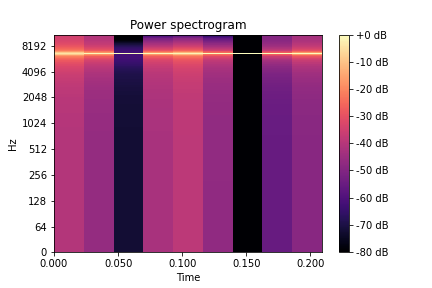 Power spectrogram
8192
4096
2048
1024
512
256
128
64
0
Hz
0.000
0.050
0.100
0.150
0.200
Time
+0 dB
-10 dB
-20 dB
-30 dB
-40 dB
-50 dB
-60 dB
-70 dB
-80 dB